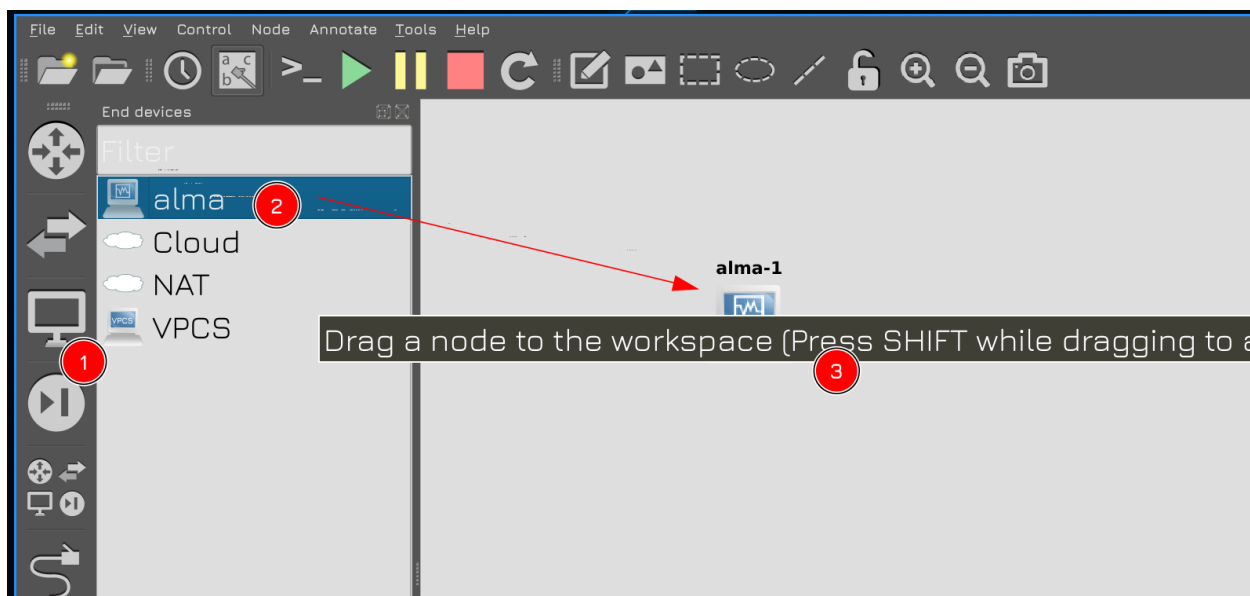 File Edit View Control Node Annotate Tools Help
a c
b
>_
End devices
Filter
alma
2
Cloud
alma-1
NAT
VPCS
VPCS
Drag a node to the workspace (Press SHIFT while dragging to a
1
3